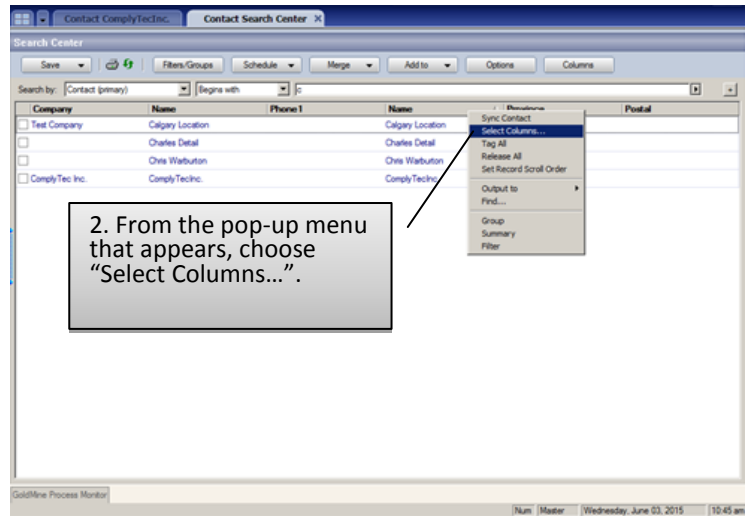 Contact ComplyTecInc. Contact Search Center ×
Search Center
Save Filters/Groups Schedule Merge Add to Options Columns
Search by: Contact (primary) Begins with c
Company Name Phone 1 Name Province Postal
Test Company Calgary Location Calgary Location
Charles Detail Charles Detail
Chris Warburton Chris Warburton
ComplyTec Inc. ComplyTecInc. ComplyTecInc.
Sync Contact
Select Columns...
Tag All
Release All
Set Record Scroll Order
Output to
Find...
Group
Summary
Filter
2. From the pop-up menu
that appears, choose
“Select Columns…”.
GoldMine Process Monitor
Num Master Wednesday, June 03, 2015 10:45 am